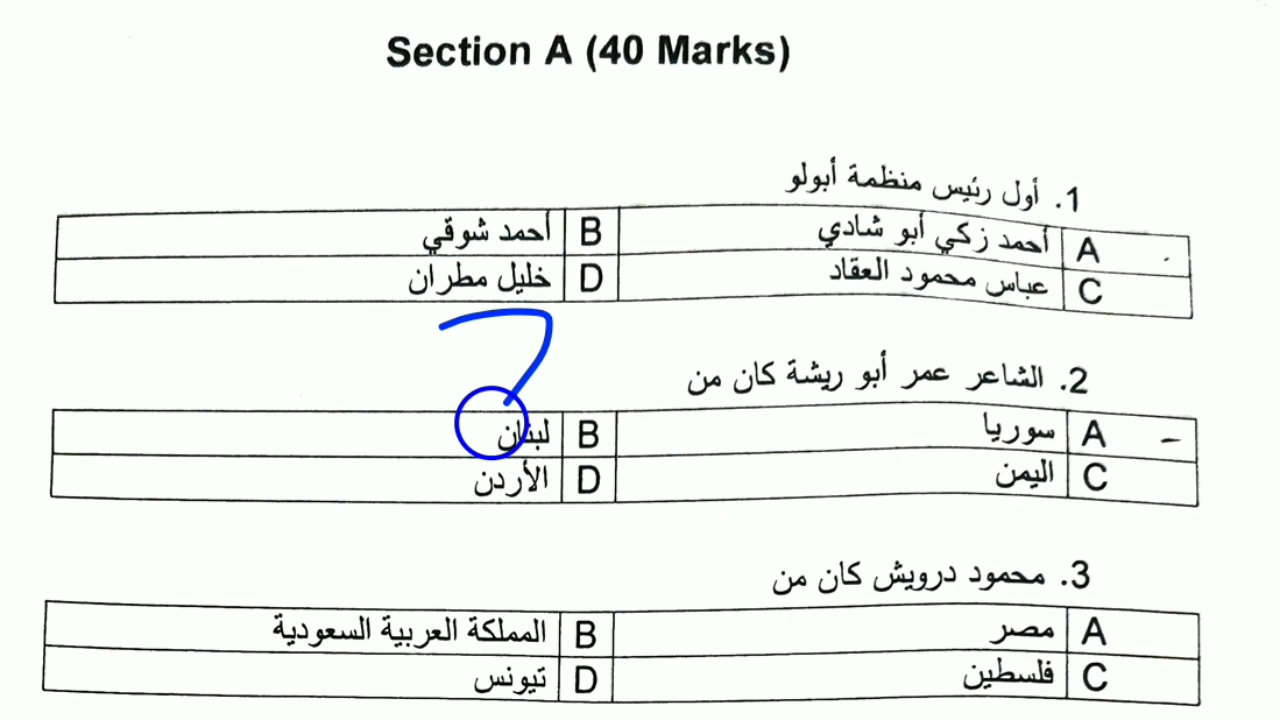 Section A (40 Marks)
1. أول رئيس منظمة أبولو
A أحمد زكي أبو شادي B أحمد شوقي
C عباس محمود العقاد D خليل مطران
2. الشاعر عمر أبو ريشة كان من
A سوريا B لبنان
C اليمن D الأردن
3. محمود درويش كان من
A مصر B المملكة العربية السعودية
C فلسطين D تيونس